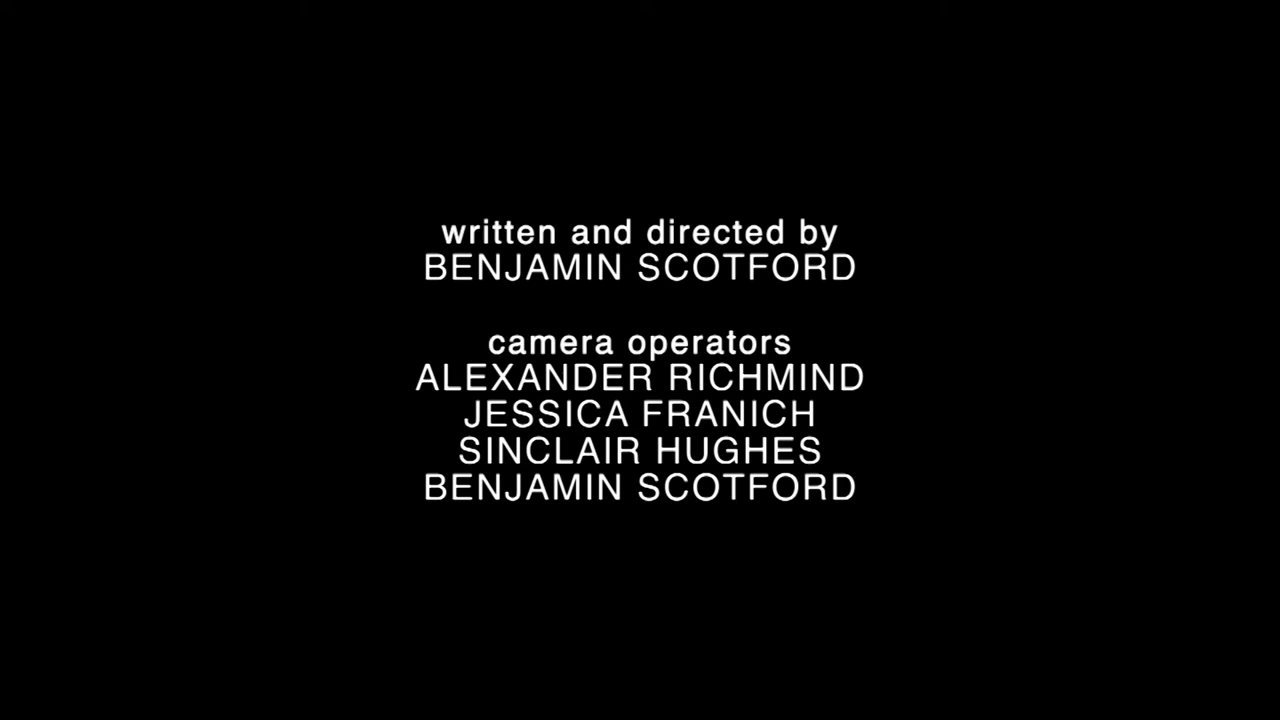 written and directed by
BENJAMIN SCOTFORD
camera operators
ALEXANDER RICHMIND
JESSICA FRANICH
SINCLAIR HUGHES
BENJAMIN SCOTFORD